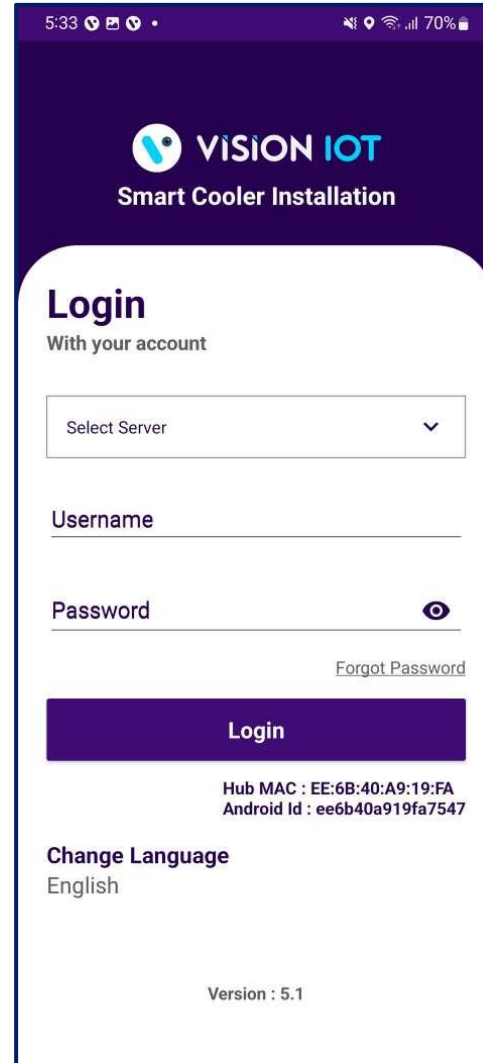 5:33
70%
VISION IOT
Smart Cooler Installation
Login
With your account
Select Server
Username
Password
Forgot Password
Login
Hub MAC : EE:6B:40:A9:19:FA
Android Id : ee6b40a919fa7547
Change Language
English
Version : 5.1